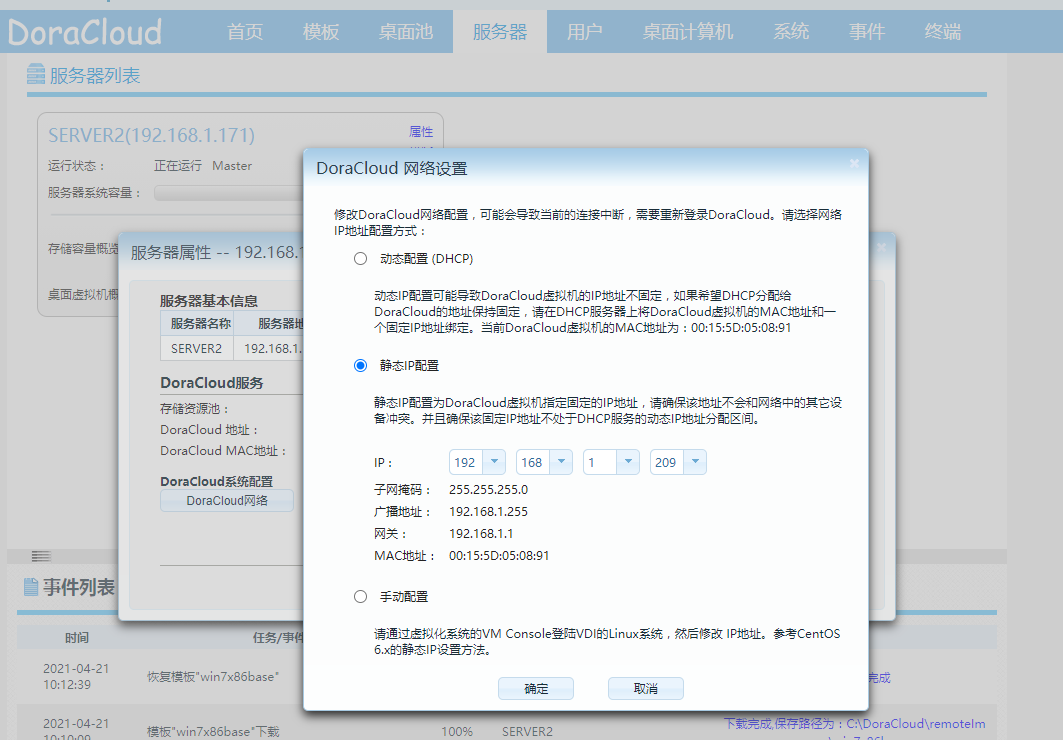 DoraCloud
首页 模板 桌面池 服务器 用户 桌面计算机 系统 事件 终端
服务器列表
SERVER2(192.168.1.171) 属性
运行状态： 正在运行 Master
服务器系统容量：
存储容量概览
桌面虚拟机概
服务器属性 -- 192.168.1
服务器基本信息
服务器名称 服务器地
SERVER2 192.168.1.
DoraCloud服务
存储资源池：
DoraCloud 地址：
DoraCloud MAC地址：
DoraCloud系统配置
DoraCloud网络
DoraCloud 网络设置
修改DoraCloud网络配置，可能会导致当前的连接中断，需要重新登录DoraCloud。请选择网络
IP地址配置方式：
动态配置 (DHCP)
动态IP配置可能导致DoraCloud虚拟机的IP地址不固定，如果希望DHCP分配给
DoraCloud的地址保持固定，请在DHCP服务器上将DoraCloud虚拟机的MAC地址和一
个固定IP地址绑定。当前DoraCloud虚拟机的MAC地址为：00:15:5D:05:08:91
静态IP配置
静态IP配置为DoraCloud虚拟机指定固定的IP地址，请确保该地址不会和网络中的其它设
备冲突。并且确保该固定IP地址不处于DHCP服务的动态IP地址分配区间。
IP： 192 168 1 209
子网掩码： 255.255.255.0
广播地址： 192.168.1.255
网关： 192.168.1.1
MAC地址： 00:15:5D:05:08:91
手动配置
请通过虚拟化系统的VM Console登陆VDI的Linux系统，然后修改 IP地址。参考CentOS
6.x的静态IP设置方法。
确定 取消
事件列表
时间 任务/事件
2021-04-21
10:12:39
恢复模板"win7x86base" 完成
2021-04-21
10:10:09
模板"win7x86base"下载 100% SERVER2 下载完成,保存路径为：C:\DoraCloud\remoteIm